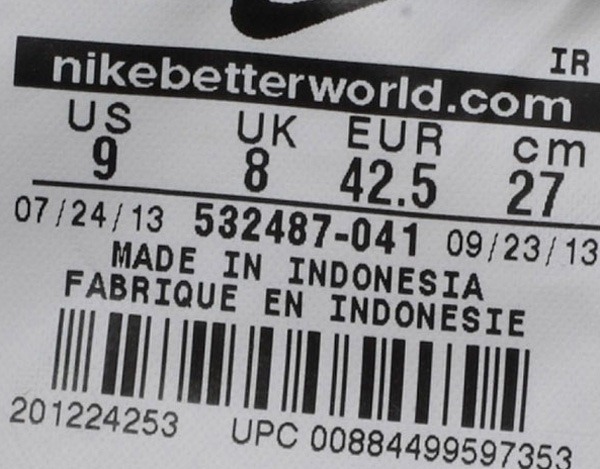 IR
nikebetterworld.com
US UK EUR cm
9 8 42.5 27
07/24/13 532487-041 09/23/13
MADE IN INDONESIA
FABRIQUE EN INDONESIE
201224253 UPC 00884499597353